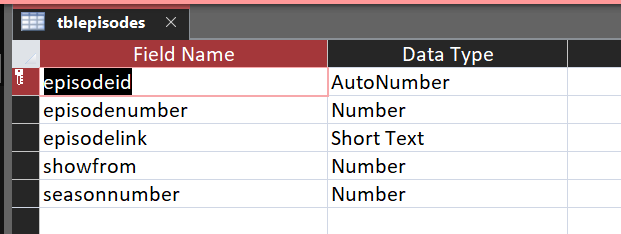 tblepisodes
Field Name Data Type
episodeid AutoNumber
episodenumber Number
episodelink Short Text
showfrom Number
seasonnumber Number